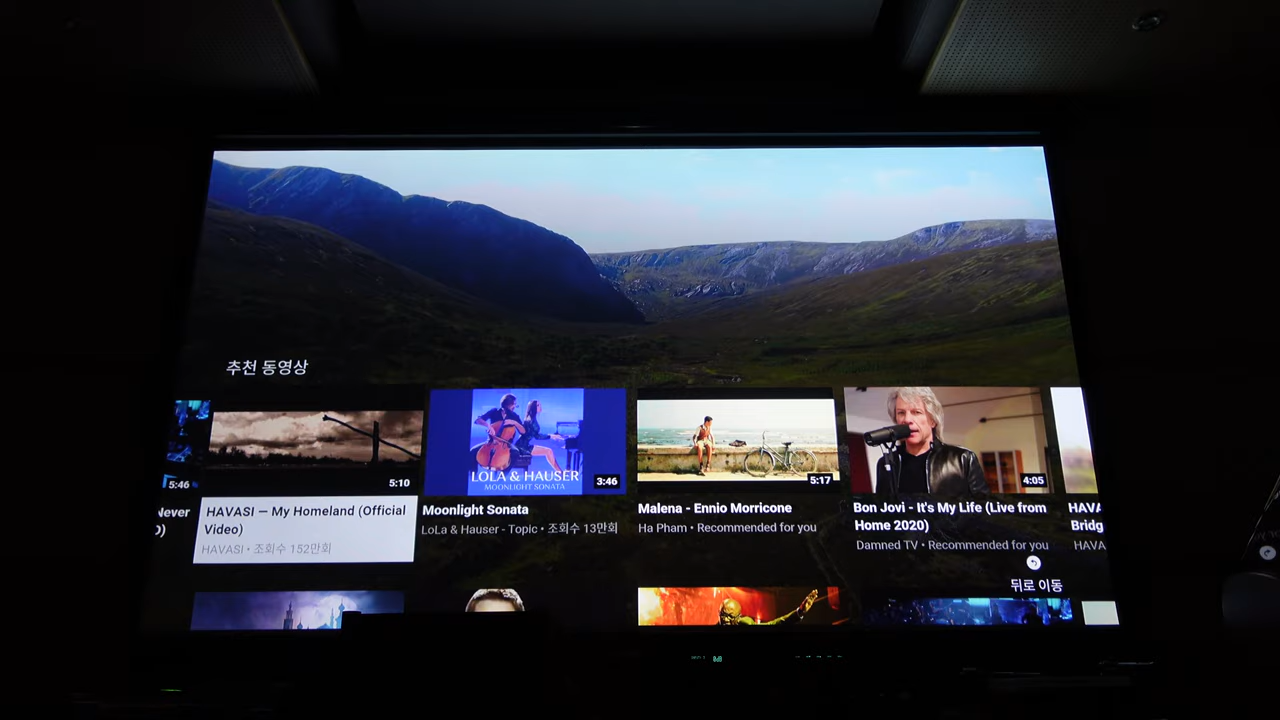 추천 동영상
5:46
5:10
LOLA & HAUSER
MOONLIGHT SONATA
3:46
5:17
4:05
HAVASI — My Homeland (Official
Video)
HAVASI • 조회수 152만회
Moonlight Sonata
LoLa & Hauser - Topic • 조회수 13만회
Malena - Ennio Morricone
Ha Pham • Recommended for you
Bon Jovi - It's My Life (Live from
Home 2020)
Damned TV • Recommended for you
HAVA
Bridg
HAVA
뒤로 이동